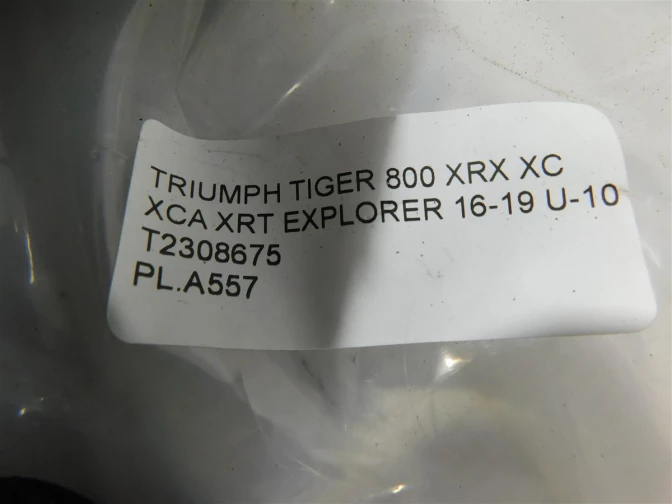 TRIUMPH TIGER 800 XRX XC
XCA XRT EXPLORER 16-19 U-10
T2308675
PL.A557